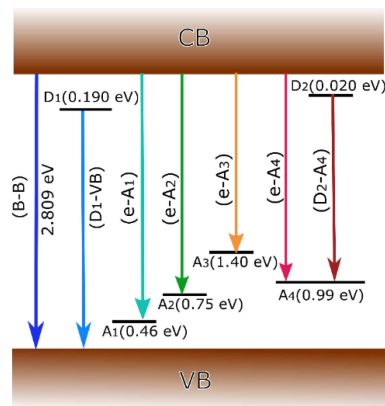 CB
D1(0.190 eV)
D2(0.020 eV)
(B-B)
2.809 eV
(D1-VB)
(e-A1)
(e-A2)
(e-A3)
(e-A4)
(D2-A4)
A3(1.40 eV)
A4(0.99 eV)
A2(0.75 eV)
A1(0.46 eV)
VB